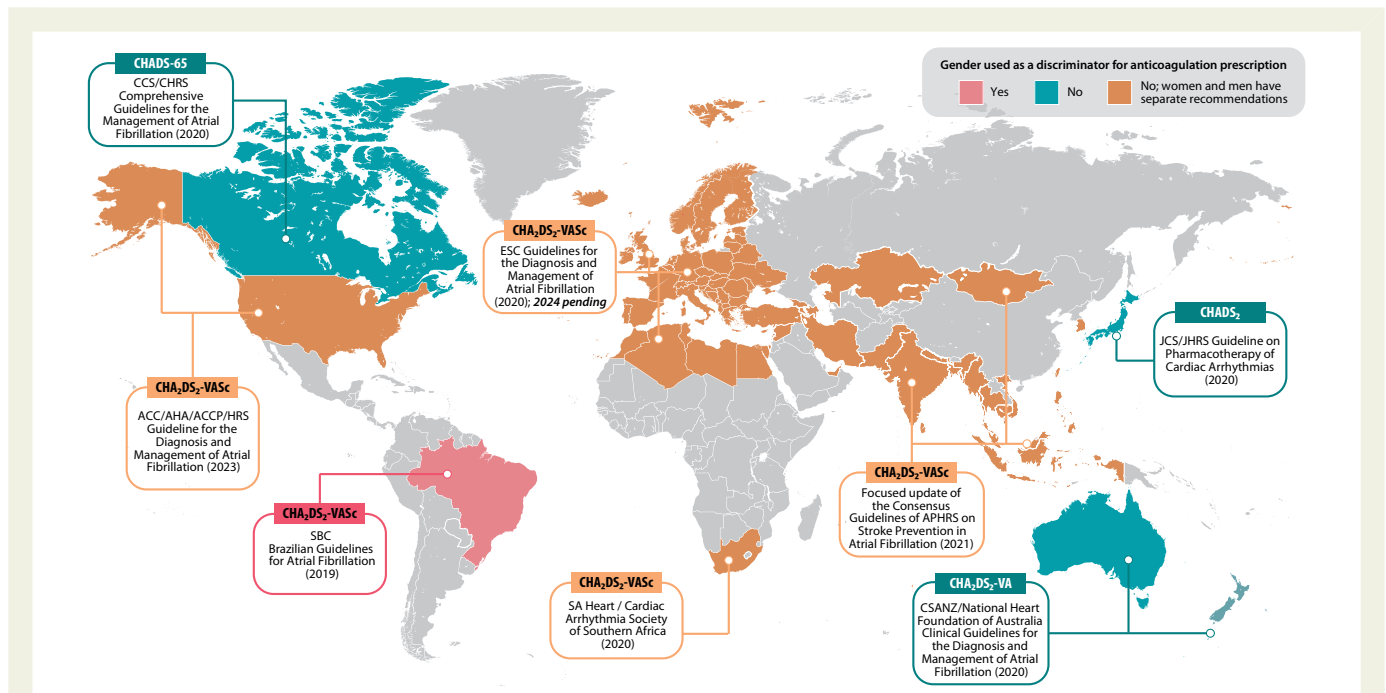 Gender used as a discriminator for anticoagulation prescription
Yes
No
No; women and men have
separate recommendations
CHADS-65
CCS/CHRS
Comprehensive
Guidelines for the
Management of Atrial
Fibrillation (2020)
CHA₂DS₂-VASc
ESC Guidelines for
the Diagnosis and
Management of
Atrial Fibrillation
(2020); 2024 pending
CHADS₂
JCS/JHRS Guideline on
Pharmacotherapy of
Cardiac Arrhythmias
(2020)
CHA₂DS₂-VASc
ACC/AHA/ACCP/HRS
Guideline for the
Diagnosis and
Management of Atrial
Fibrillation (2023)
CHA₂DS₂-VASc
SBC
Brazilian Guidelines
for Atrial Fibrillation
(2019)
CHA₂DS₂-VASc
Focused update of
the Consensus
Guidelines of APHRS on
Stroke Prevention in
Atrial Fibrillation (2021)
CHA₂DS₂-VASc
SA Heart / Cardiac
Arrhythmia Society
of Southern Africa
(2020)
CHA₂DS₂-VA
CSANZ/National Heart
Foundation of Australia
Clinical Guidelines for
the Diagnosis and
Management of Atrial
Fibrillation (2020)